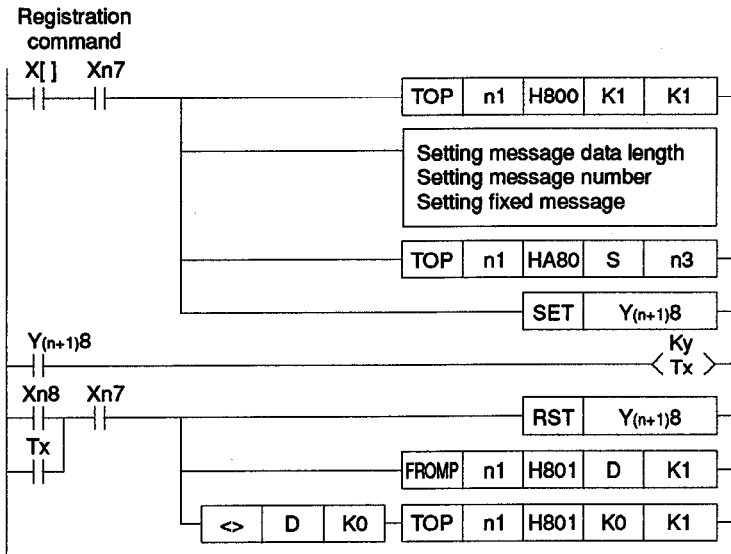 Registration
command
X[ ] Xn7
TOP n1 H800 K1 K1
Setting message data length
Setting message number
Setting fixed message
TOP n1 HA80 S n3
SET Y(n+1)8
Y(n+1)8
Ky
Tx
Xn8 Xn7
RST Y(n+1)8
Tx
FROMP n1 H801 D K1
<> D K0 TOP n1 H801 K0 K1